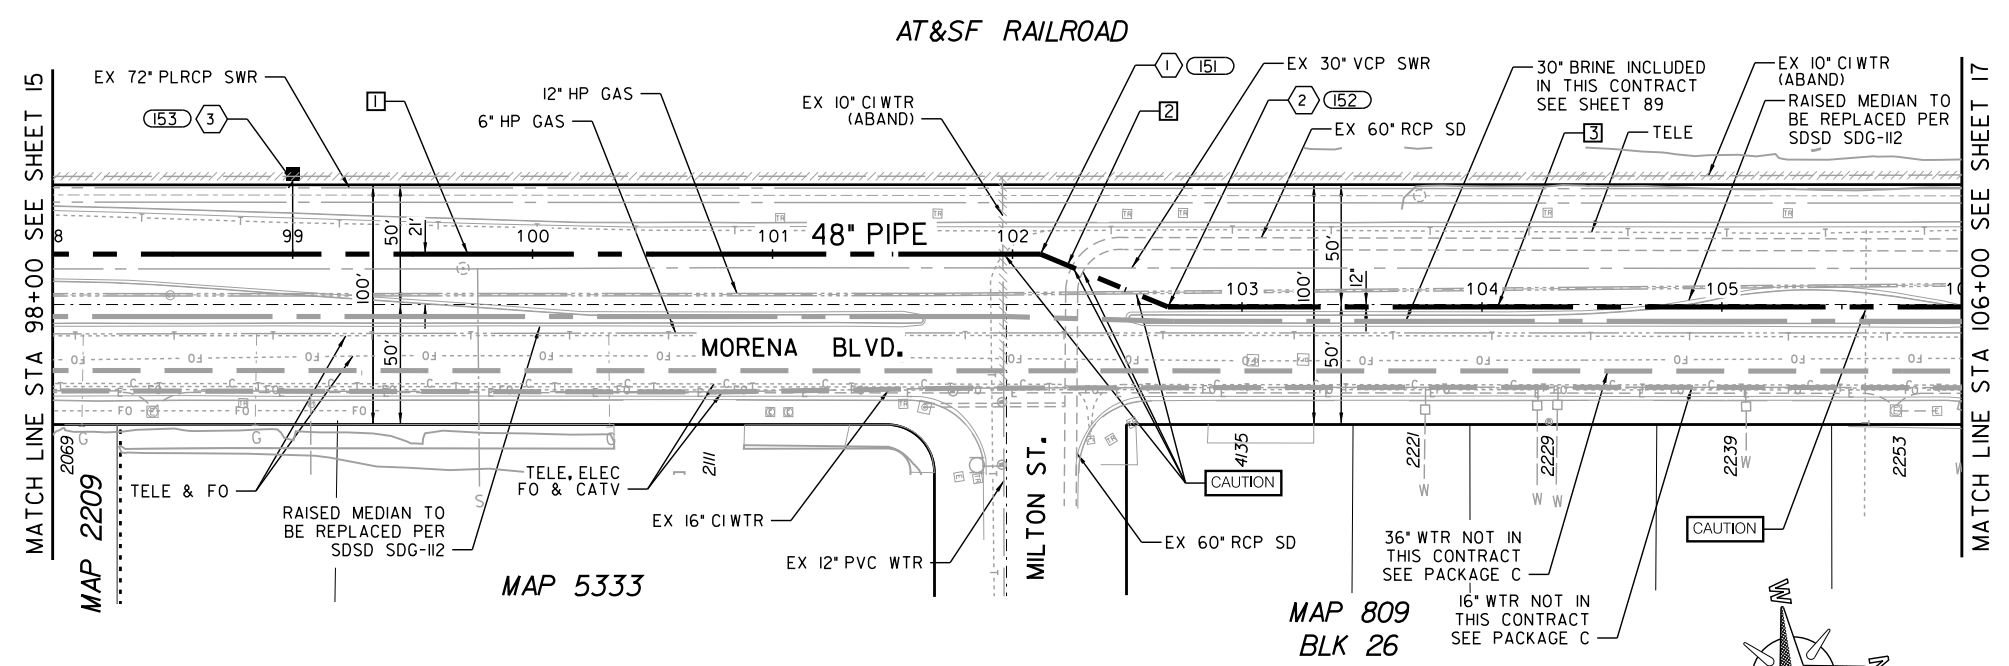 AT&SF RAILROAD
MATCH LINE STA 98+00 SEE SHEET 15
EX 72" PLRCP SWR
153
3
1
12" HP GAS
6" HP GAS
EX 10" CI WTR
(ABAND)
1
151
2
EX 30" VCP SWR
2
152
EX 60" RCP SD
30" BRINE INCLUDED
IN THIS CONTRACT
SEE SHEET 89
3
TELE
EX 10" CI WTR
(ABAND)
RAISED MEDIAN TO
BE REPLACED PER
SDSD SDG-112
MATCH LINE STA 106+00 SEE SHEET 17
8
99
100
101
102
103
104
105
10
48" PIPE
50'
21'
100'
50'
50'
100'
12"
50'
MORENA BLVD.
MILTON ST.
2069
MAP 2209
TELE & FO
RAISED MEDIAN TO
BE REPLACED PER
SDSD SDG-112
TELE, ELEC
FO & CATV
2111
EX 16" CI WTR
EX 12" PVC WTR
MAP 5333
CAUTION
EX 60" RCP SD
4135
2221
2229
2239
2253
36" WTR NOT IN
THIS CONTRACT
SEE PACKAGE C
16" WTR NOT IN
THIS CONTRACT
SEE PACKAGE C
CAUTION
MAP 809
BLK 26
W
N
FO
FO
FO
G
G
S
W
W
W
W